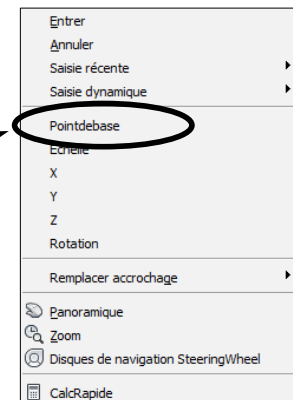 Entrer
Annuler
Saisie récente
Saisie dynamique
Pointdebase
Echelle
X
Y
Z
Rotation
Remplacer accrochage
Panoramique
Zoom
Disques de navigation SteeringWheel
CalcRapide